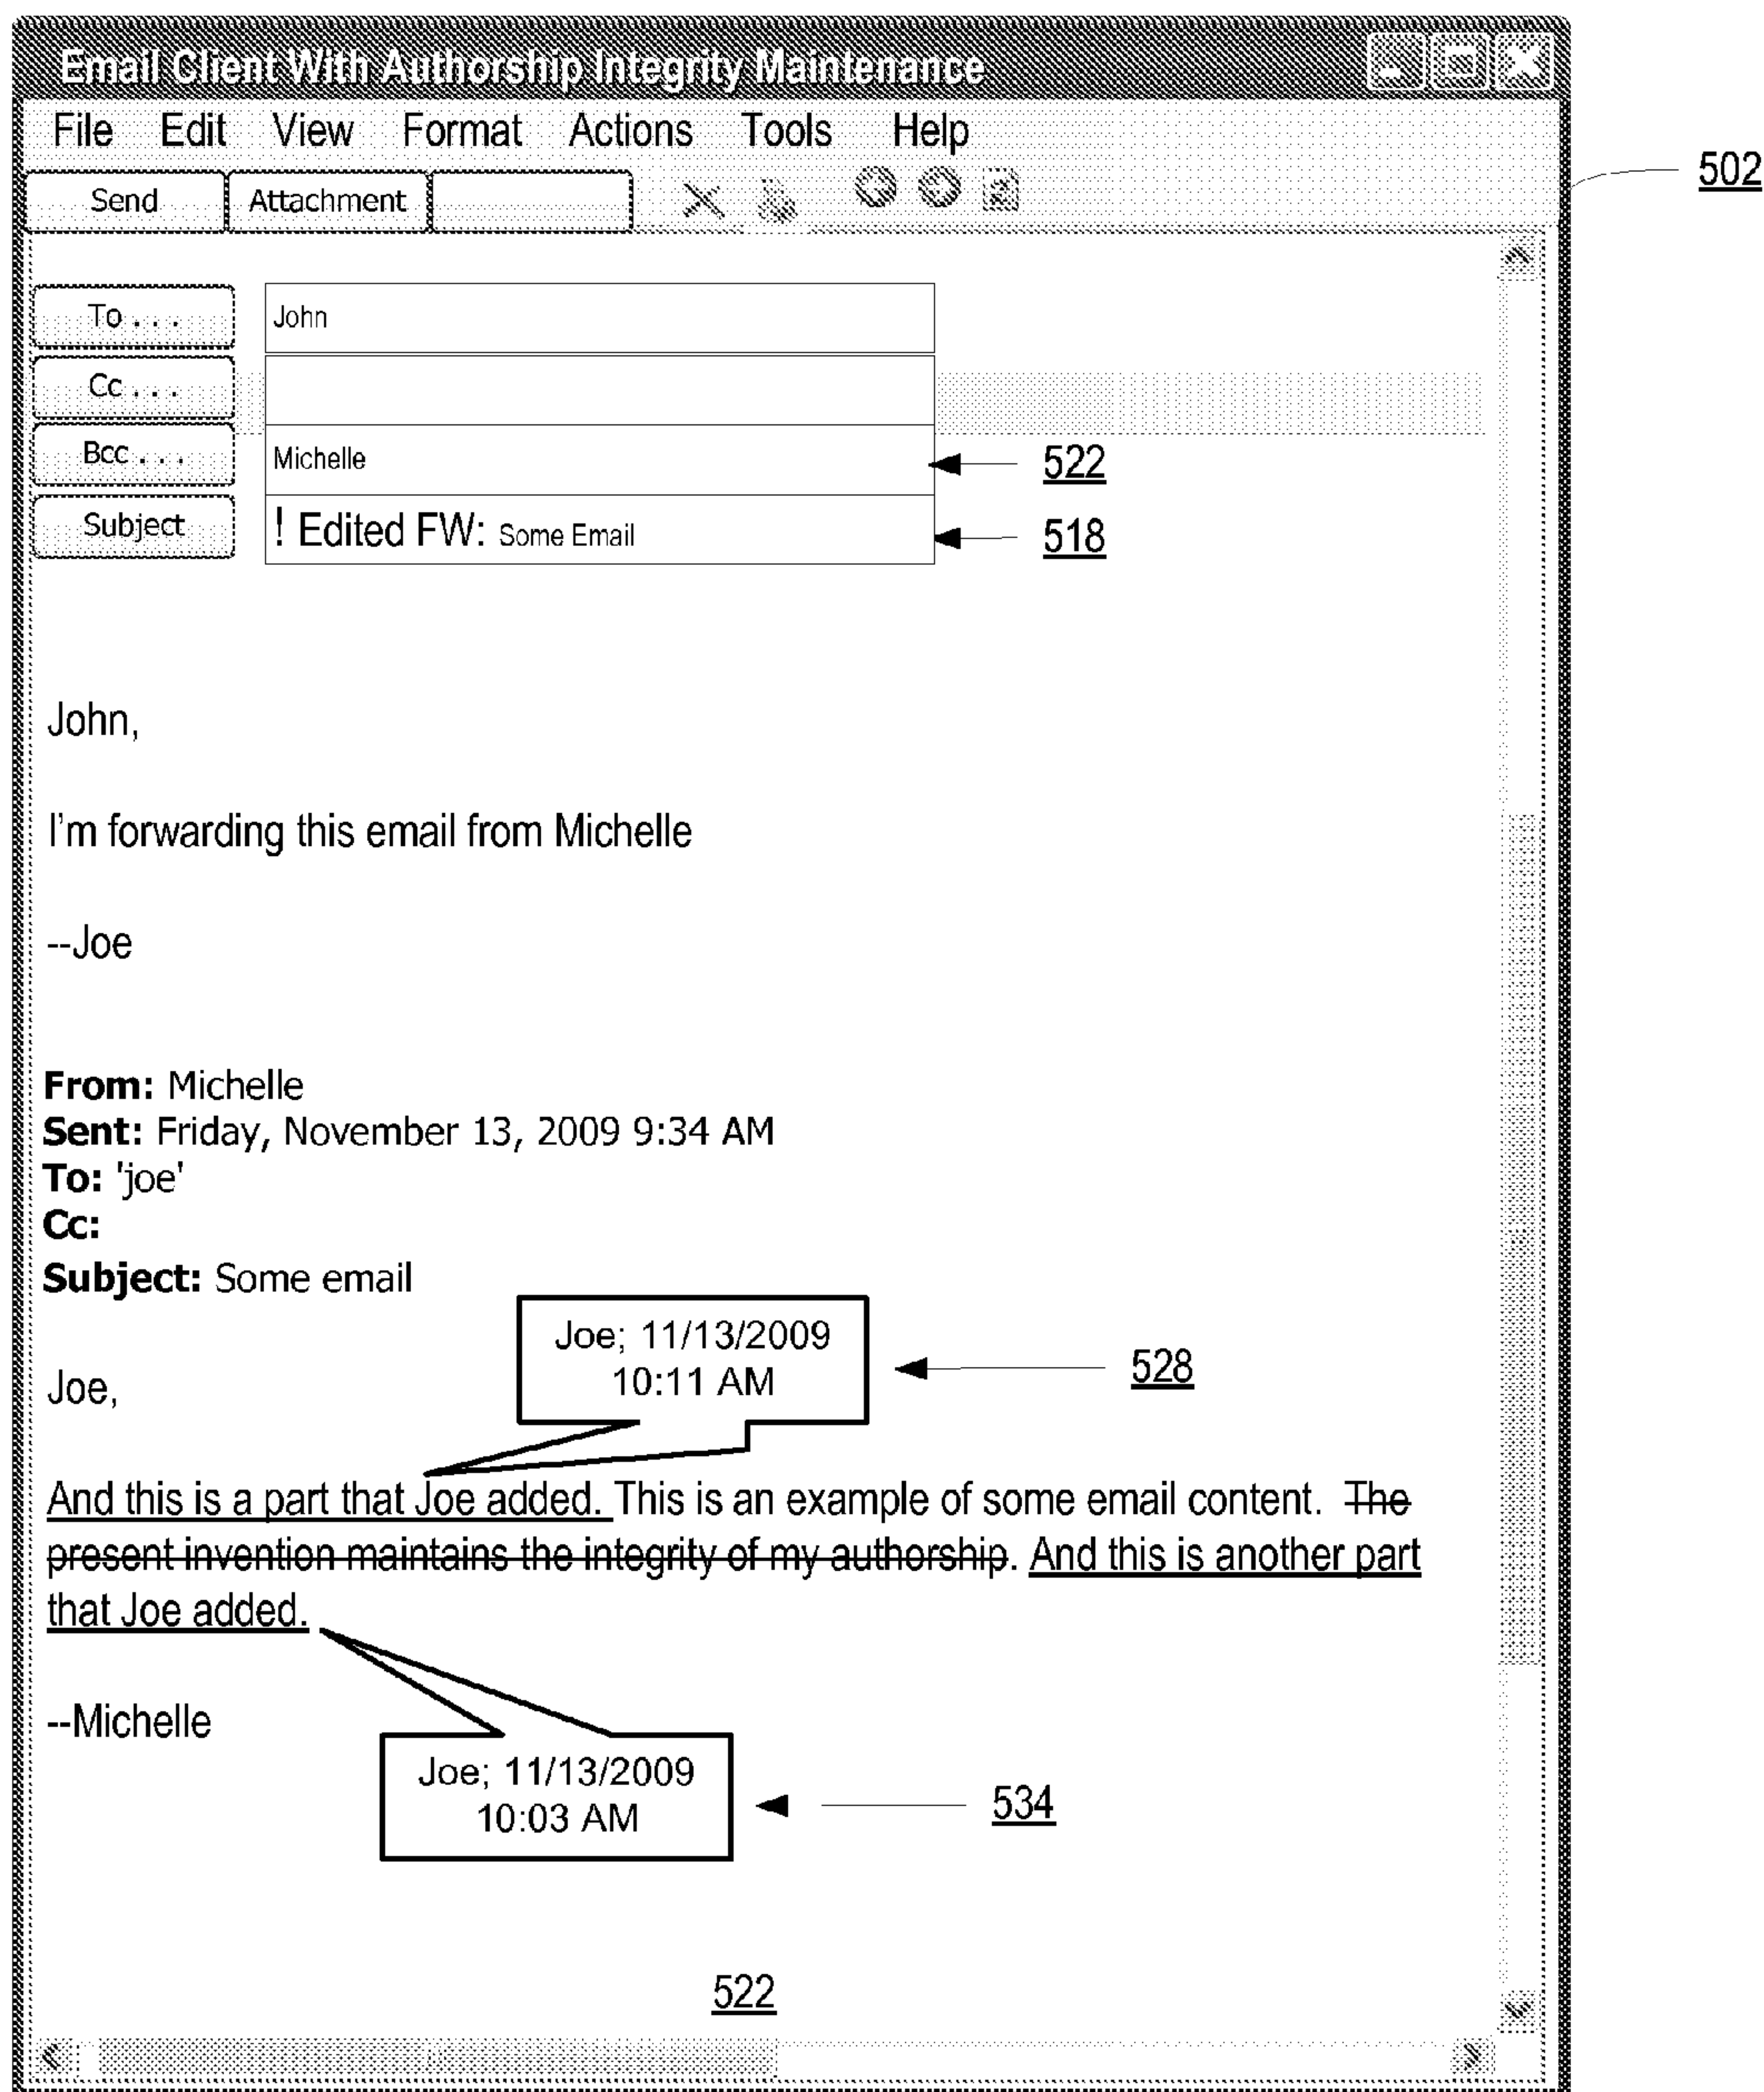 Email Client With Authorship Integrity Maintenance
File Edit View Format Actions Tools Help
502
Send Attachment
To . . . John
Cc . . .
Bcc . . . Michelle 522
Subject ! Edited FW: Some Email 518
John,
I'm forwarding this email from Michelle
--Joe
From: Michelle
Sent: Friday, November 13, 2009 9:34 AM
To: 'joe'
Cc:
Subject: Some email
Joe; 11/13/2009
10:11 AM
528
Joe,
And this is a part that Joe added. This is an example of some email content. The
present invention maintains the integrity of my authorship. And this is another part
that Joe added.
--Michelle
Joe; 11/13/2009
10:03 AM
534
522